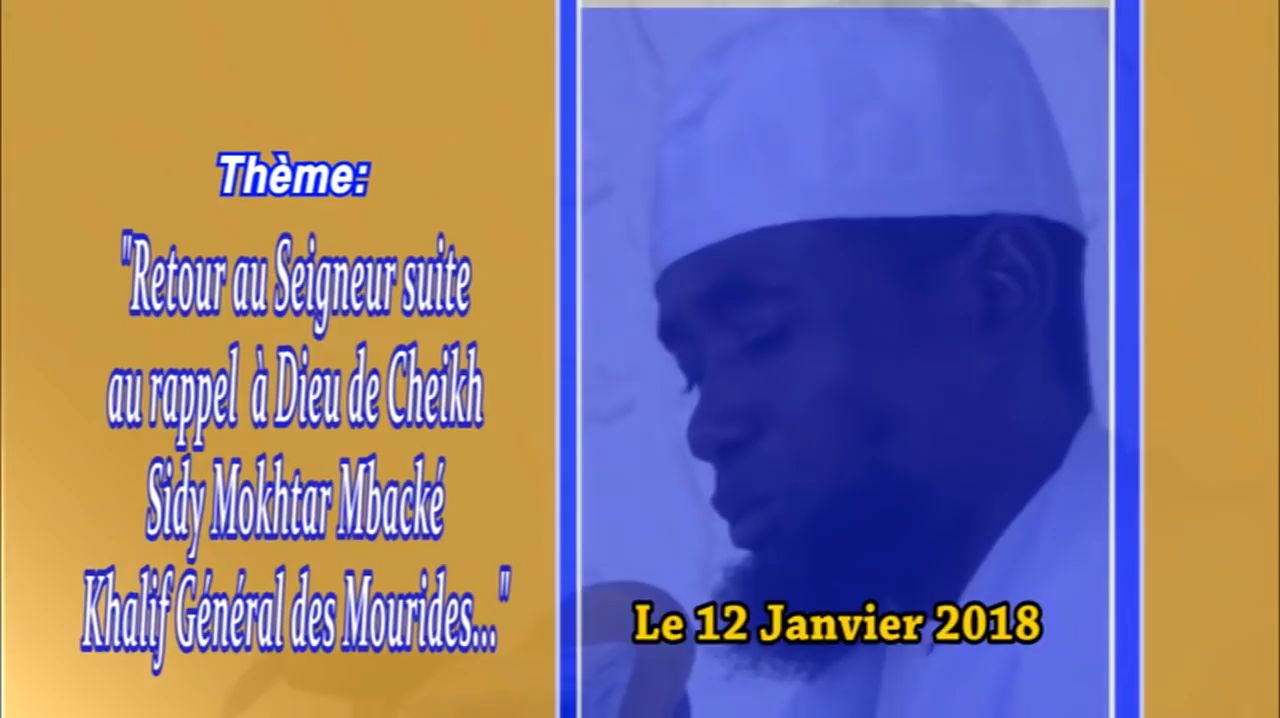 Thème:
"Retour au Seigneur suite
au rappel à Dieu de Cheikh
Sidy Mokhtar Mbacké
Khalif Général des Mourides..."
Le 12 Janvier 2018